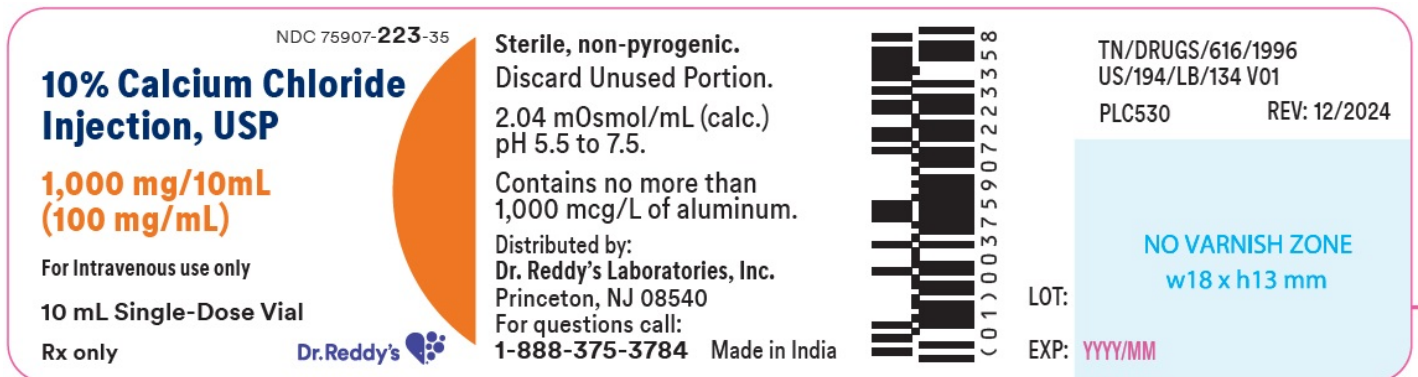 NDC 75907-223-35
10% Calcium Chloride
Injection, USP
1,000 mg/10mL
(100 mg/mL)
For Intravenous use only
10 mL Single-Dose Vial
Rx only
Dr.Reddy's
Sterile, non-pyrogenic.
Discard Unused Portion.
2.04 mOsmol/mL (calc.)
pH 5.5 to 7.5.
Contains no more than
1,000 mcg/L of aluminum.
Distributed by:
Dr. Reddy's Laboratories, Inc.
Princeton, NJ 08540
For questions call:
1-888-375-3784 Made in India
(01)00375907223358
TN/DRUGS/616/1996
US/194/LB/134 V01
PLC530 REV: 12/2024
NO VARNISH ZONE
w18 x h13 mm
LOT:
EXP: YYYY/MM